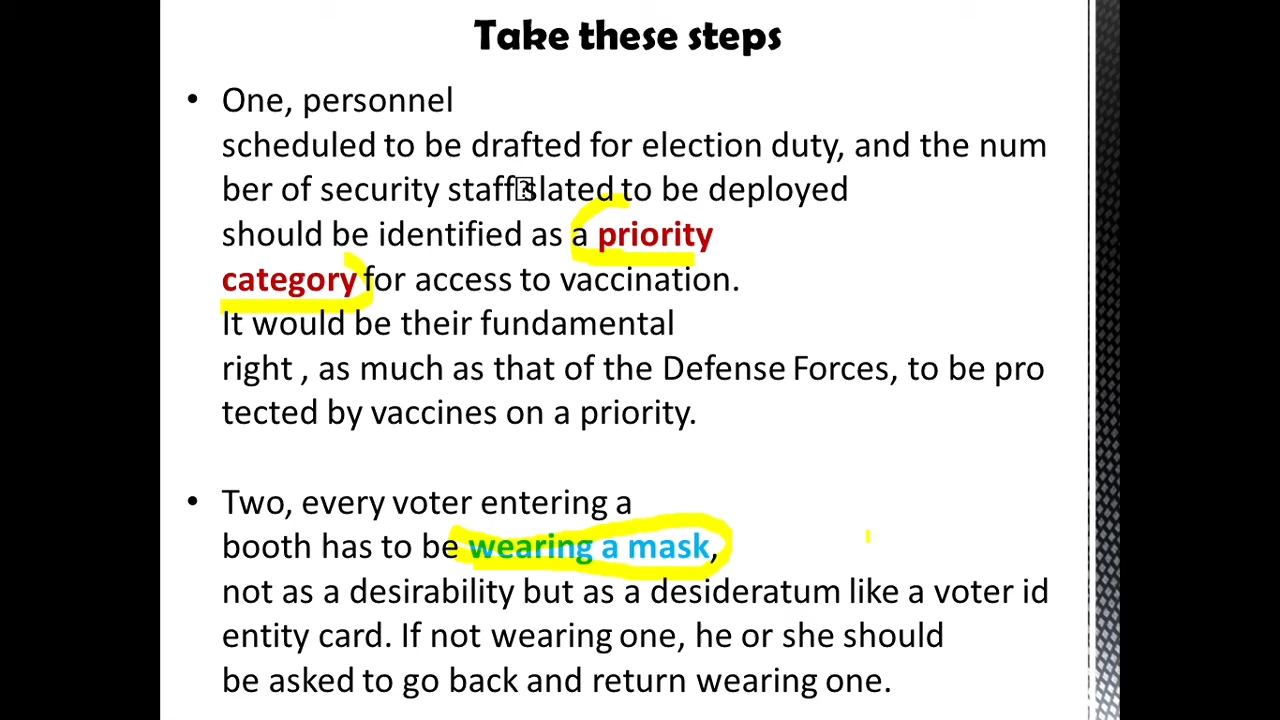 Take these steps
• One, personnel
scheduled to be drafted for election duty, and the num
ber of security staff�slated to be deployed
should be identified as a priority
category for access to vaccination.
It would be their fundamental
right , as much as that of the Defense Forces, to be pro
tected by vaccines on a priority.
• Two, every voter entering a
booth has to be wearing a mask,
not as a desirability but as a desideratum like a voter id
entity card. If not wearing one, he or she should
be asked to go back and return wearing one.